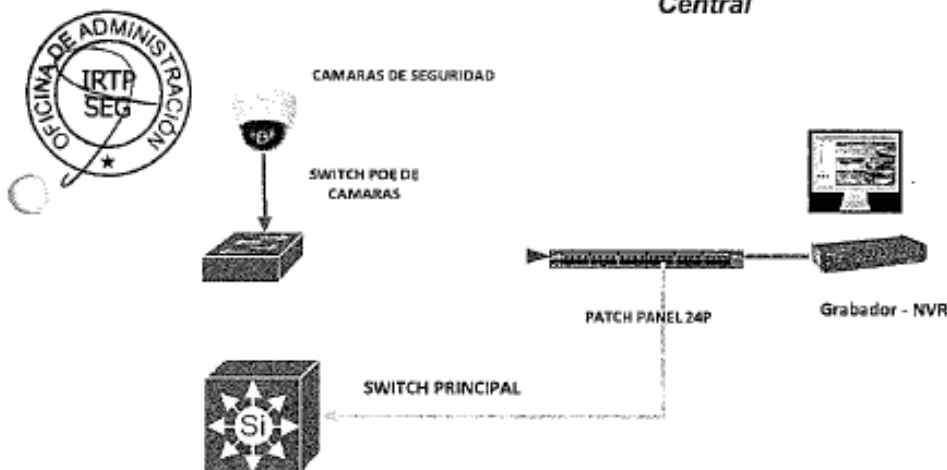 Central
OFICINA DE ADMINISTRACIÓN
IRTP
SEG
CAMARAS DE SEGURIDAD
SWITCH POE DE
CAMARAS
PATCH PANEL 24P
Grabador - NVR
SWITCH PRINCIPAL
Si